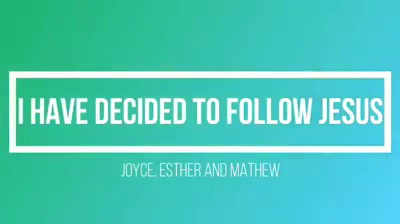 I HAVE DECIDED TO FOLLOW JESUS
JOYCE, ESTHER AND MATHEW